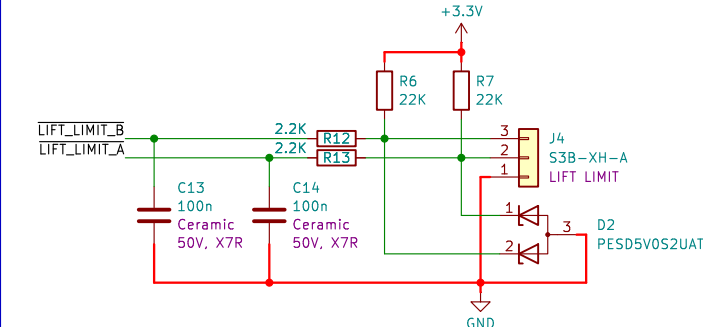 +3.3V
R6
22K
R7
22K
LIFT_LIMIT_B
2.2K
R12
3
J4
LIFT_LIMIT_A
2.2K
R13
2
S3B-XH-A
1
LIFT LIMIT
C13
100n
Ceramic
50V, X7R
C14
100n
Ceramic
50V, X7R
1
3
D2
2
PESD5V0S2UAT
GND